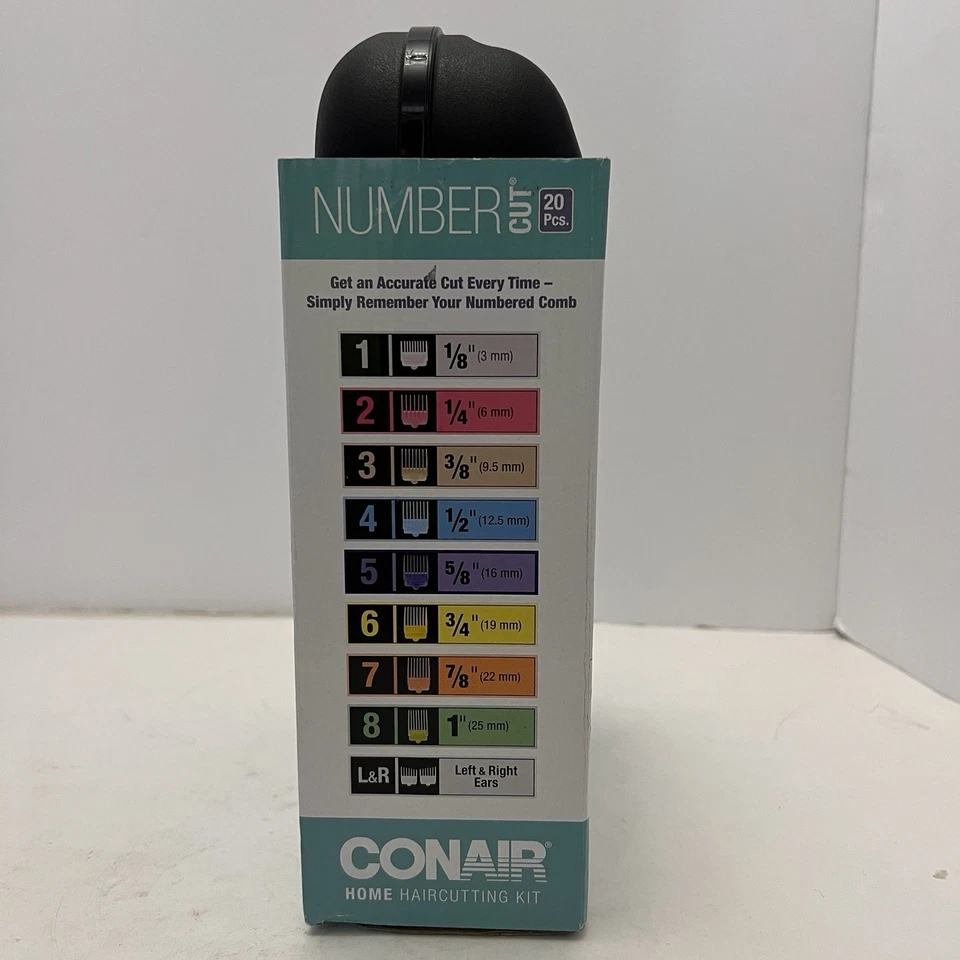 NUMBER CUT® 20 Pcs.
Get an Accurate Cut Every Time –
Simply Remember Your Numbered Comb
1 1/8" (3 mm)
2 1/4" (6 mm)
3 3/8" (9.5 mm)
4 1/2" (12.5 mm)
5 5/8" (16 mm)
6 3/4" (19 mm)
7 7/8" (22 mm)
8 1" (25 mm)
L&R Left & Right
Ears
CONAIR®
HOME HAIRCUTTING KIT